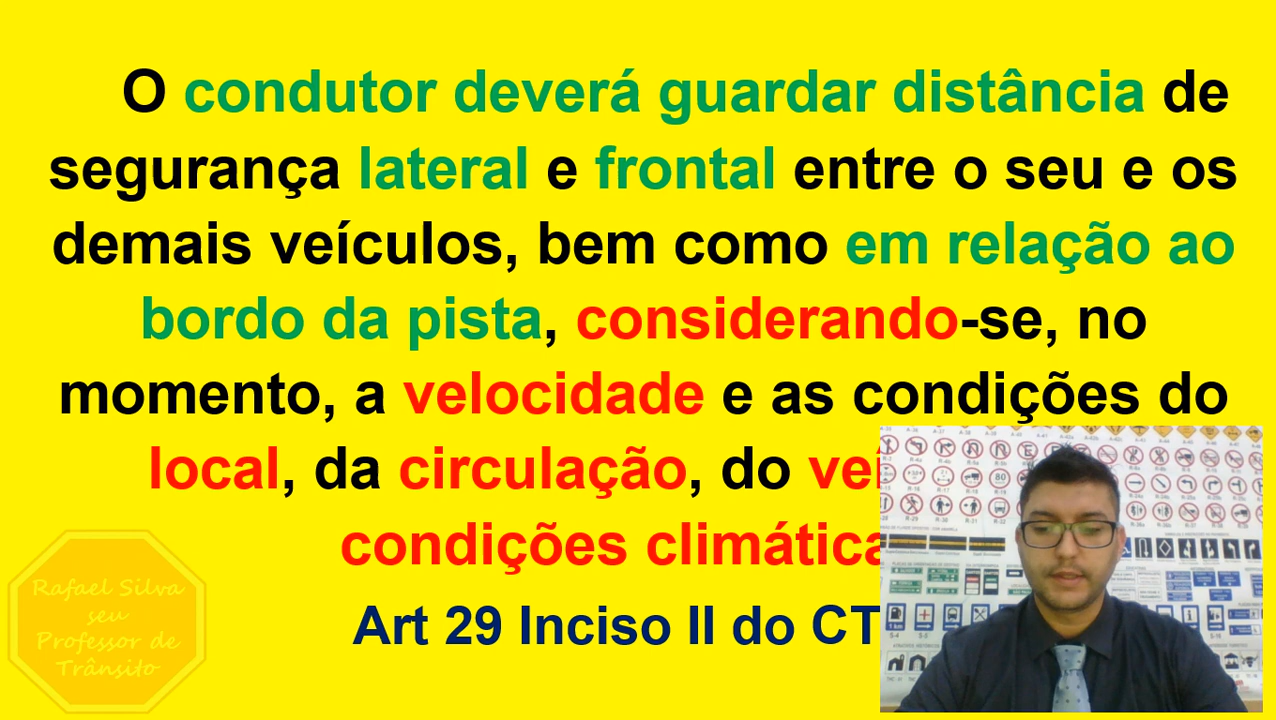 O condutor deverá guardar distância de
segurança lateral e frontal entre o seu e os
demais veículos, bem como em relação ao
bordo da pista, considerando-se, no
momento, a velocidade e as condições do
local, da circulação, do
condições
Art 29 Inciso II do
Rafael Silva
seu
Professor de
Trânsito